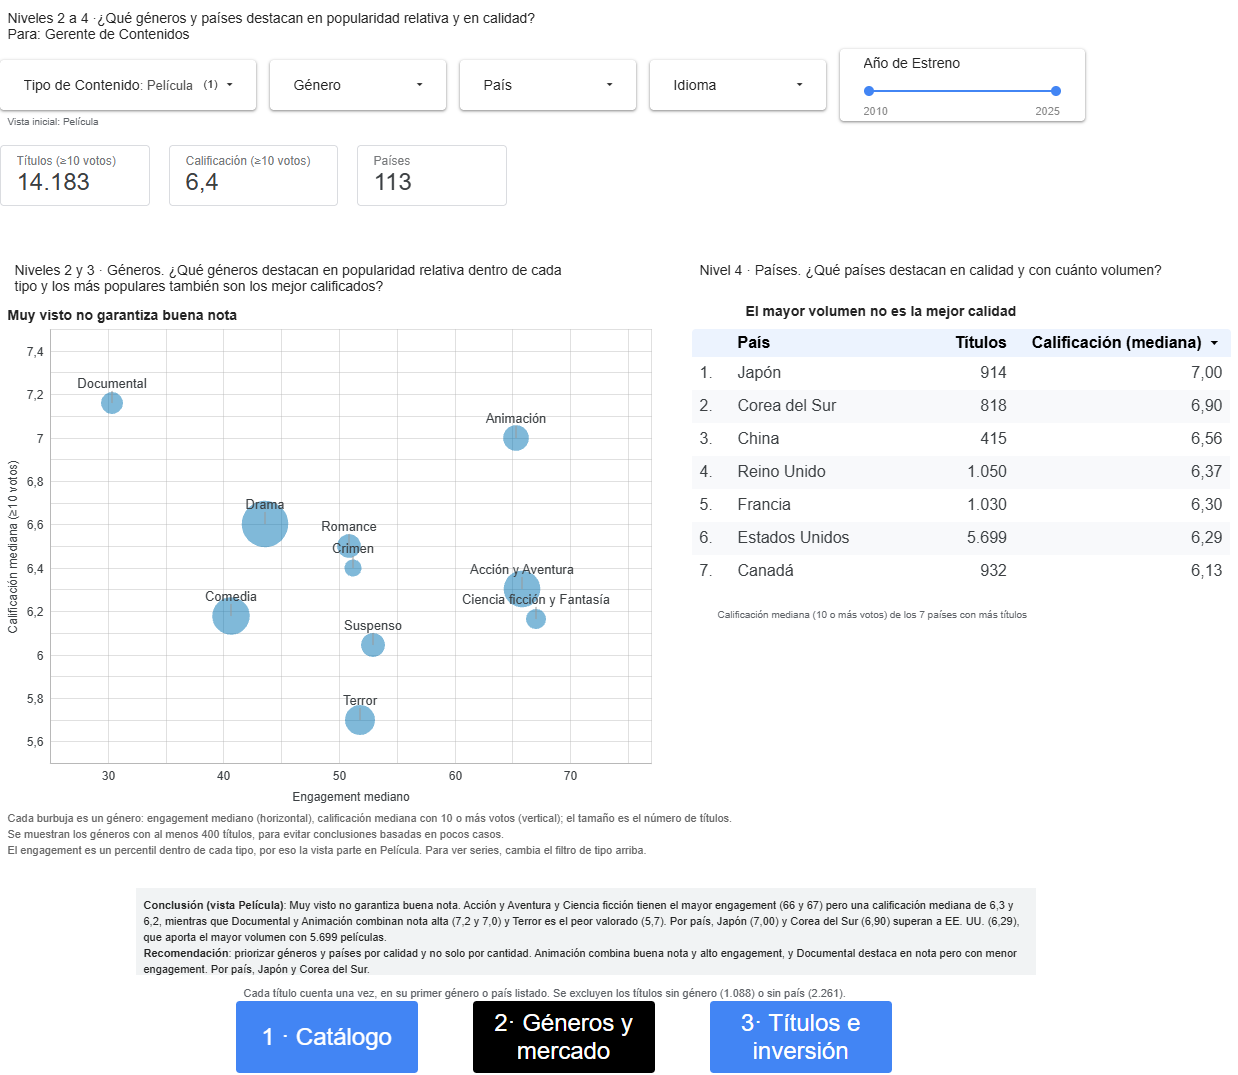 Niveles 2 a 4 ·¿Qué géneros y países destacan en popularidad relativa y en calidad?
Para: Gerente de Contenidos
Tipo de Contenido: Película (1)
Género
País
Idioma
Año de Estreno
2010 2025
Vista inicial: Película
Títulos (≥10 votos)
14.183
Calificación (≥10 votos)
6,4
Países
113
Niveles 2 y 3 · Géneros. ¿Qué géneros destacan en popularidad relativa dentro de cada
tipo y los más populares también son los mejor calificados?
Muy visto no garantiza buena nota
Calificación mediana (≥10 votos)
7,4
7,2
7
6,8
6,6
6,4
6,2
6
5,8
5,6
Documental
Animación
Drama
Romance
Crimen
Acción y Aventura
Comedia
Ciencia ficción y Fantasía
Suspenso
Terror
30 40 50 60 70
Engagement mediano
Cada burbuja es un género: engagement mediano (horizontal), calificación mediana con 10 o más votos (vertical); el tamaño es el número de títulos.
Se muestran los géneros con al menos 400 títulos, para evitar conclusiones basadas en pocos casos.
El engagement es un percentil dentro de cada tipo, por eso la vista parte en Película. Para ver series, cambia el filtro de tipo arriba.
Nivel 4 · Países. ¿Qué países destacan en calidad y con cuánto volumen?
El mayor volumen no es la mejor calidad
País Titulos Calificación (mediana)
1. Japón 914 7,00
2. Corea del Sur 818 6,90
3. China 415 6,56
4. Reino Unido 1.050 6,37
5. Francia 1.030 6,30
6. Estados Unidos 5.699 6,29
7. Canadá 932 6,13
Calificación mediana (10 o más votos) de los 7 países con más títulos
Conclusión (vista Película): Muy visto no garantiza buena nota. Acción y Aventura y Ciencia ficción tienen el mayor engagement (66 y 67) pero una calificación mediana de 6,3 y
6,2, mientras que Documental y Animación combinan nota alta (7,2 y 7,0) y Terror es el peor valorado (5,7). Por país, Japón (7,00) y Corea del Sur (6,90) superan a EE. UU. (6,29),
que aporta el mayor volumen con 5.699 películas.
Recomendación: priorizar géneros y países por calidad y no solo por cantidad. Animación combina buena nota y alto engagement, y Documental destaca en nota pero con menor
engagement. Por país, Japón y Corea del Sur.
Cada título cuenta una vez, en su primer género o país listado. Se excluyen los títulos sin género (1.088) o sin país (2.261).
1 · Catálogo
2· Géneros y
mercado
3· Títulos e
inversión